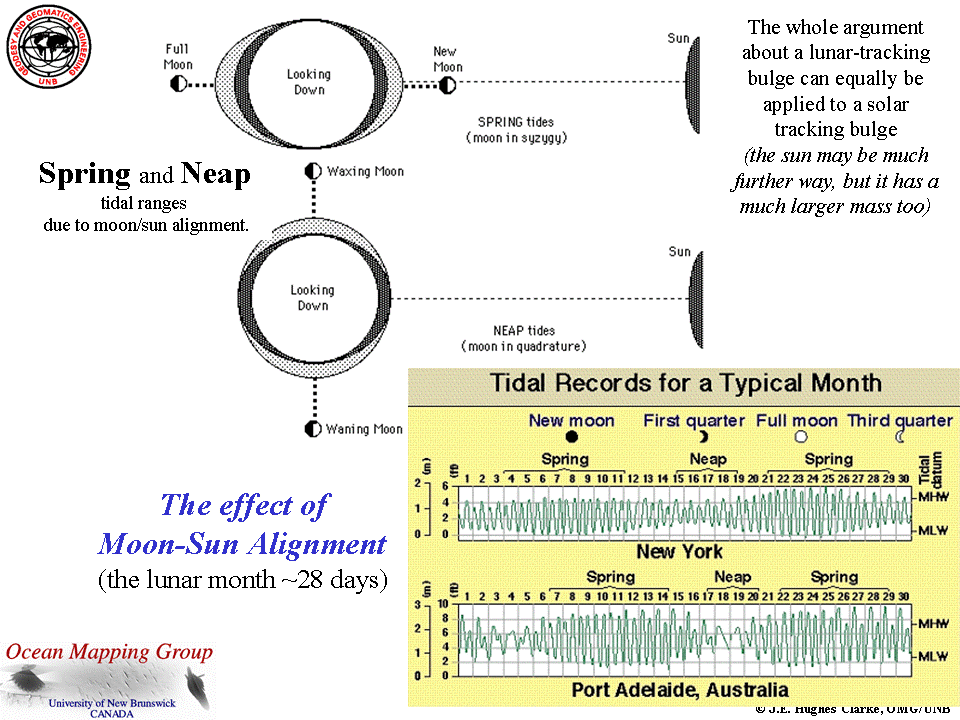 GEODESY AND GEOMATICS ENGINEERING
UNB
Full
Moon
New
Moon
Looking
Down
Sun
SPRING tides
(moon in syzygy)
The whole argument
about a lunar-tracking
bulge can equally be
applied to a solar
tracking bulge
(the sun may be much
further way, but it has a
much larger mass too)
Spring and Neap
tidal ranges
due to moon/sun alignment.
Waxing Moon
Looking
Down
Sun
NEAP tides
(moon in quadrature)
Waning Moon
The effect of
Moon-Sun Alignment
(the lunar month ~28 days)
Tidal Records for a Typical Month
New moon First quarter Full moon Third quarter
Spring Neap Spring
Tidal datum
(m) (ft) 1 2 3 4 5 6 7 8 9 10 11 12 13 14 15 16 17 18 19 20 21 22 23 24 25 26 27 28 29 30
2 6 MHW
1 4
2
0 0 MLW
New York
Spring Neap Spring
(m) (ft) 1 2 3 4 5 6 7 8 9 10 11 12 13 14 15 16 17 18 19 20 21 22 23 24 25 26 27 28 29 30
3 10
2 8 MHW
6
1 4 MLW
0 2
Port Adelaide, Australia
Ocean Mapping Group
University of New Brunswick
CANADA
© J.E. Hughes Clarke, OMG/UNB